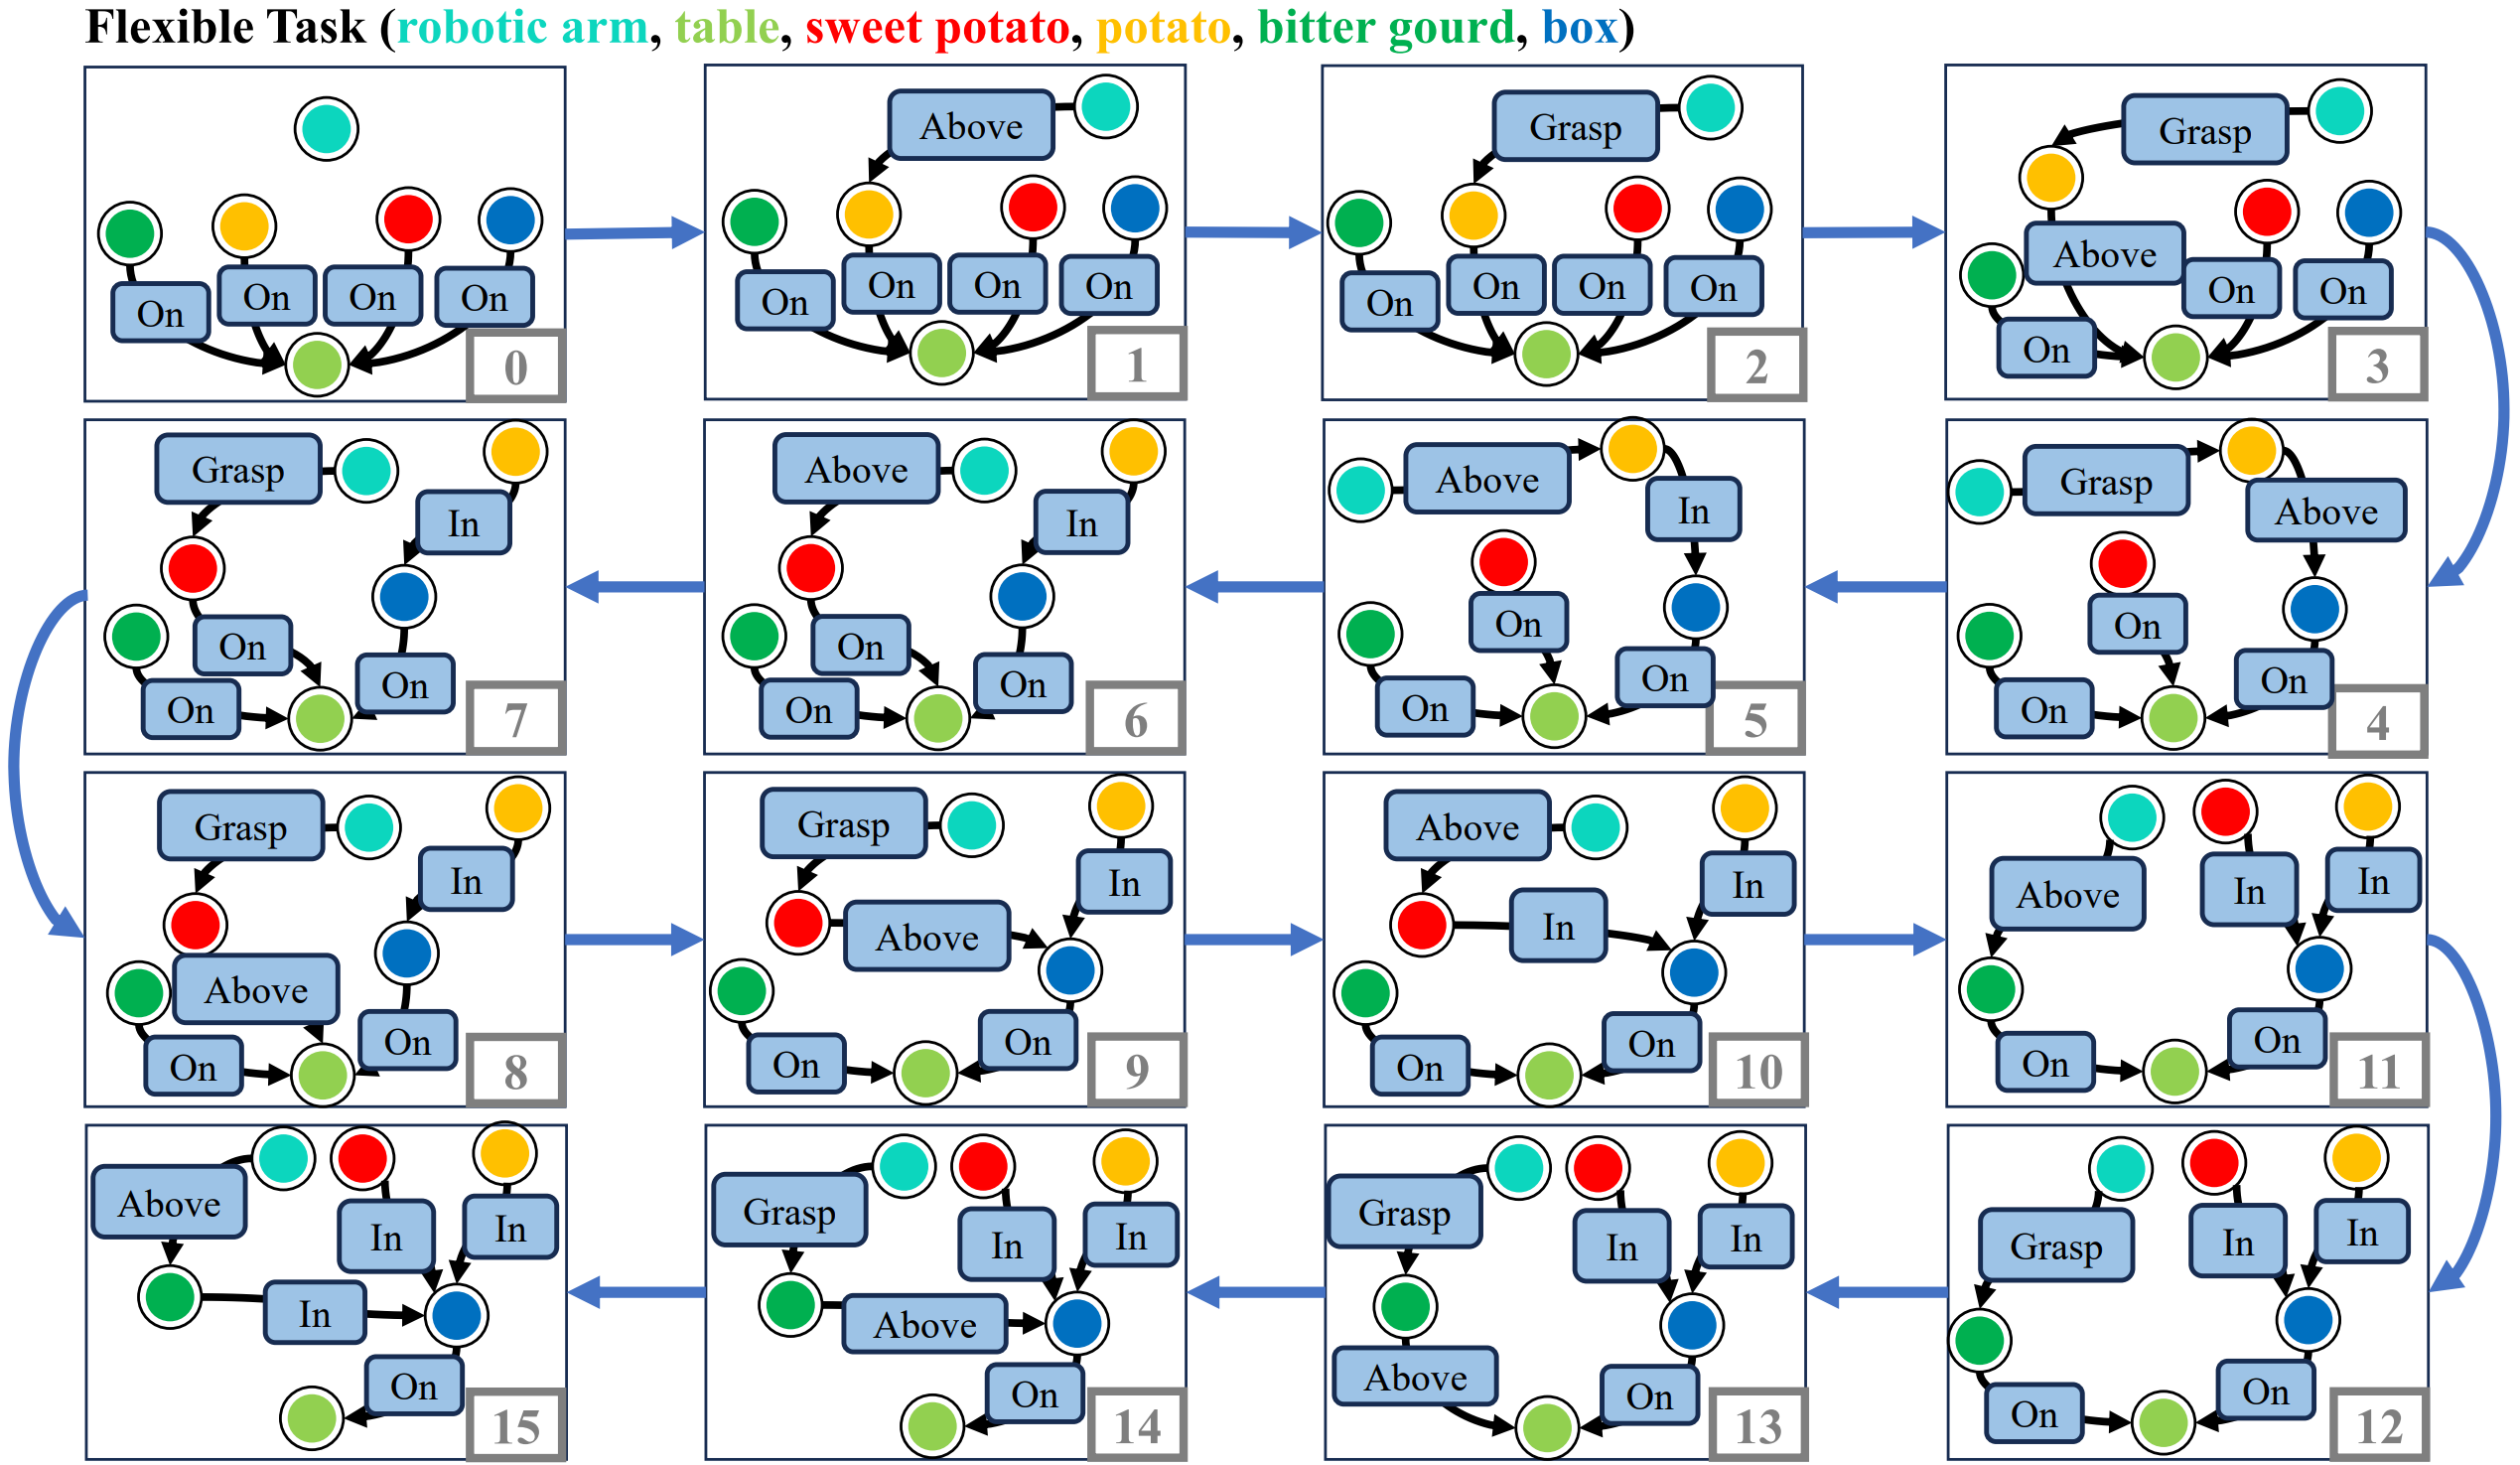 Flexible Task (robotic arm, table, sweet potato, potato, bitter gourd, box)
On On On On 0
Above On On On On 1
Grasp On On On On 2
Grasp Above On On On 3
Grasp Above On On On 4
Above In On On On 5
Above In On On On 6
Grasp In On On On 7
Grasp In Above On On 8
Grasp In Above On On 9
Above In In On On 10
Above In In On On 11
Grasp In In On On 12
Grasp In In Above On 13
Grasp In In Above On 14
Above In In In On 15